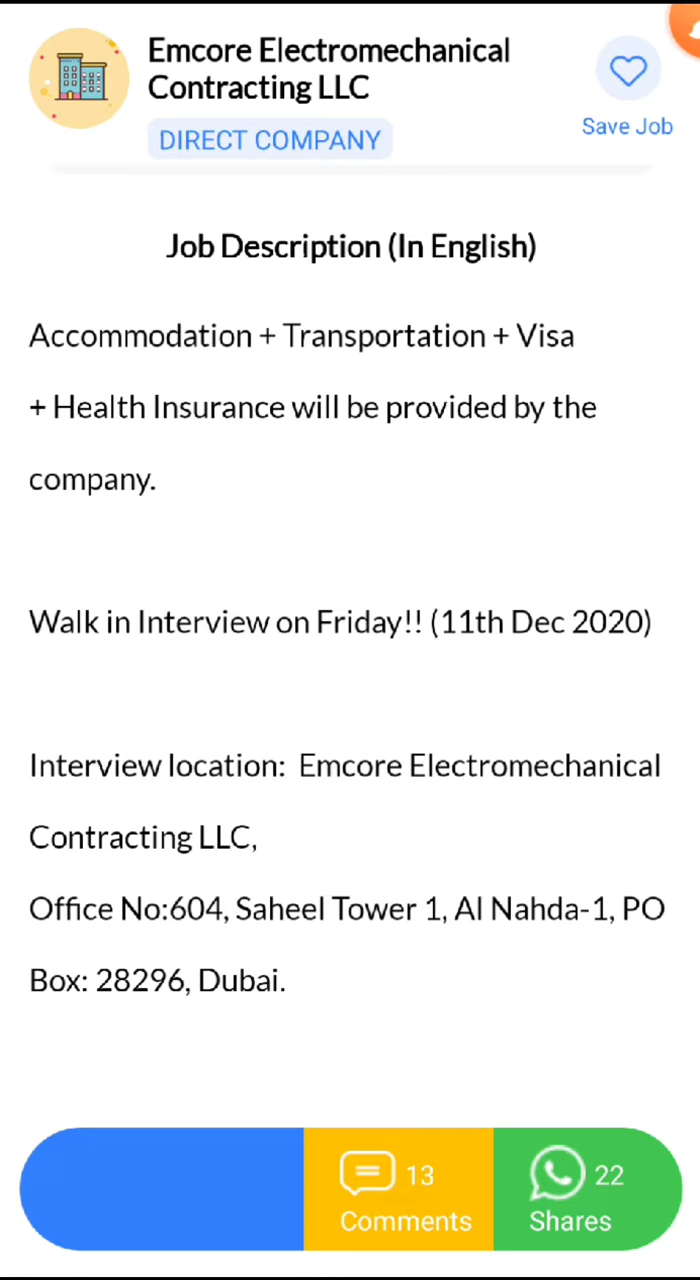 Emcore Electromechanical
Contracting LLC
DIRECT COMPANY
Save Job
Job Description (In English)
Accommodation + Transportation + Visa
+ Health Insurance will be provided by the
company.
Walk in Interview on Friday!! (11th Dec 2020)
Interview location: Emcore Electromechanical
Contracting LLC,
Office No:604, Saheel Tower 1, Al Nahda-1, PO
Box: 28296, Dubai.
13
Comments
22
Shares